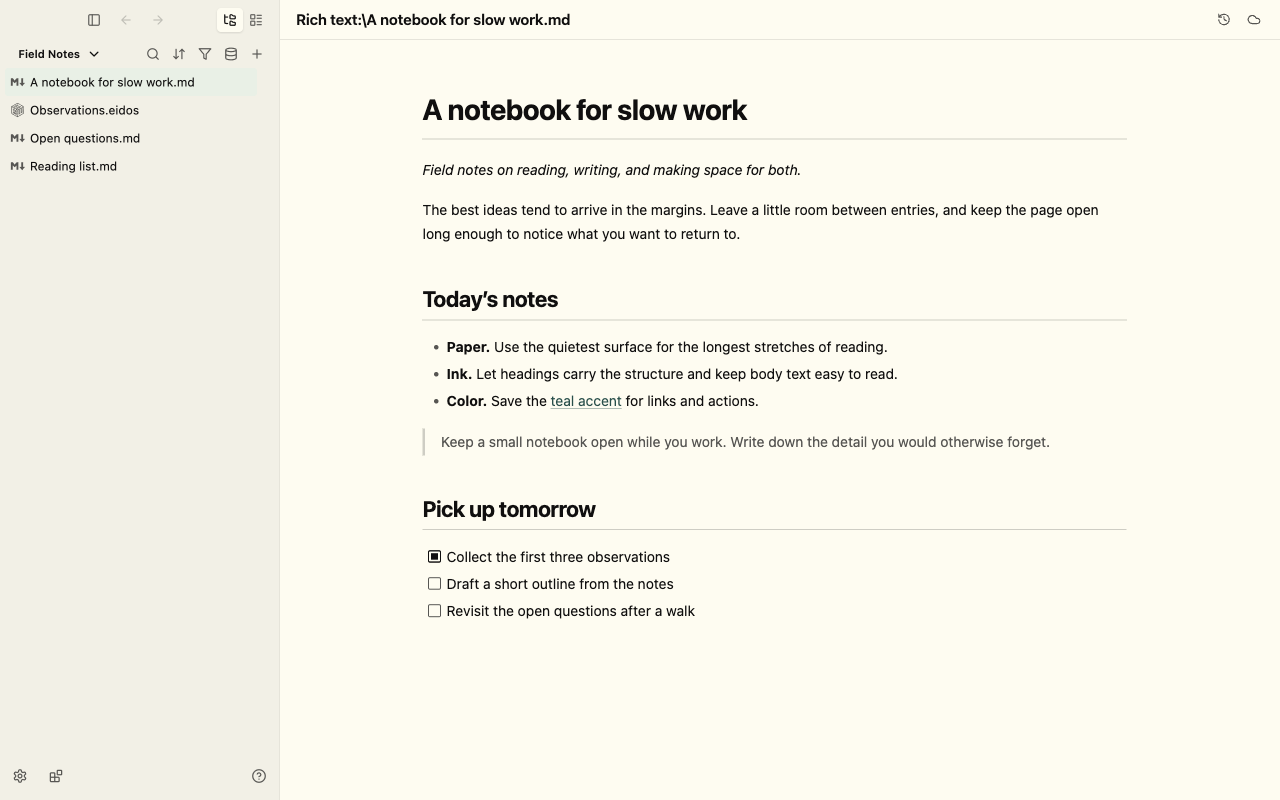 Rich text:\A notebook for slow work.md
Field Notes
A notebook for slow work.md
Observations.eidos
Open questions.md
Reading list.md
A notebook for slow work
Field notes on reading, writing, and making space for both.
The best ideas tend to arrive in the margins. Leave a little room between entries, and keep the page open
long enough to notice what you want to return to.
Today’s notes
• Paper. Use the quietest surface for the longest stretches of reading.
• Ink. Let headings carry the structure and keep body text easy to read.
• Color. Save the teal accent for links and actions.
Keep a small notebook open while you work. Write down the detail you would otherwise forget.
Pick up tomorrow
Collect the first three observations
Draft a short outline from the notes
Revisit the open questions after a walk